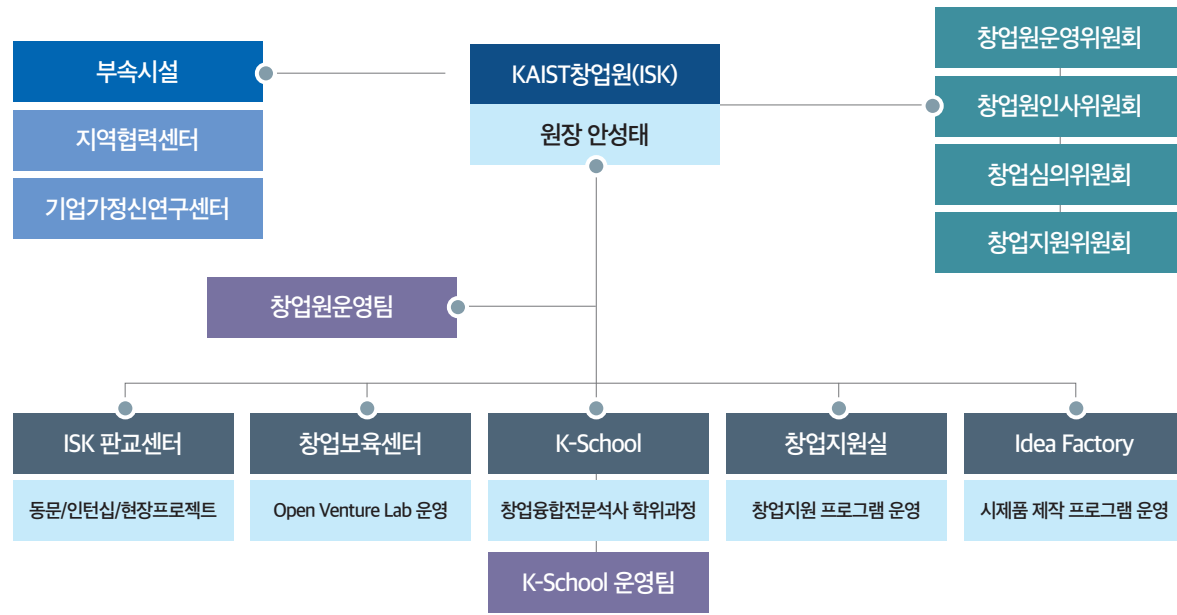 부속시설
지역협력센터
기업가정신연구센터
KAIST창업원(ISK)
원장 안성태
창업원운영위원회
창업원인사위원회
창업심의위원회
창업지원위원회
창업원운영팀
ISK 판교센터
동문/인턴십/현장프로젝트
창업보육센터
Open Venture Lab 운영
K-School
창업융합전문석사 학위과정
K-School 운영팀
창업지원실
창업지원 프로그램 운영
Idea Factory
시제품 제작 프로그램 운영